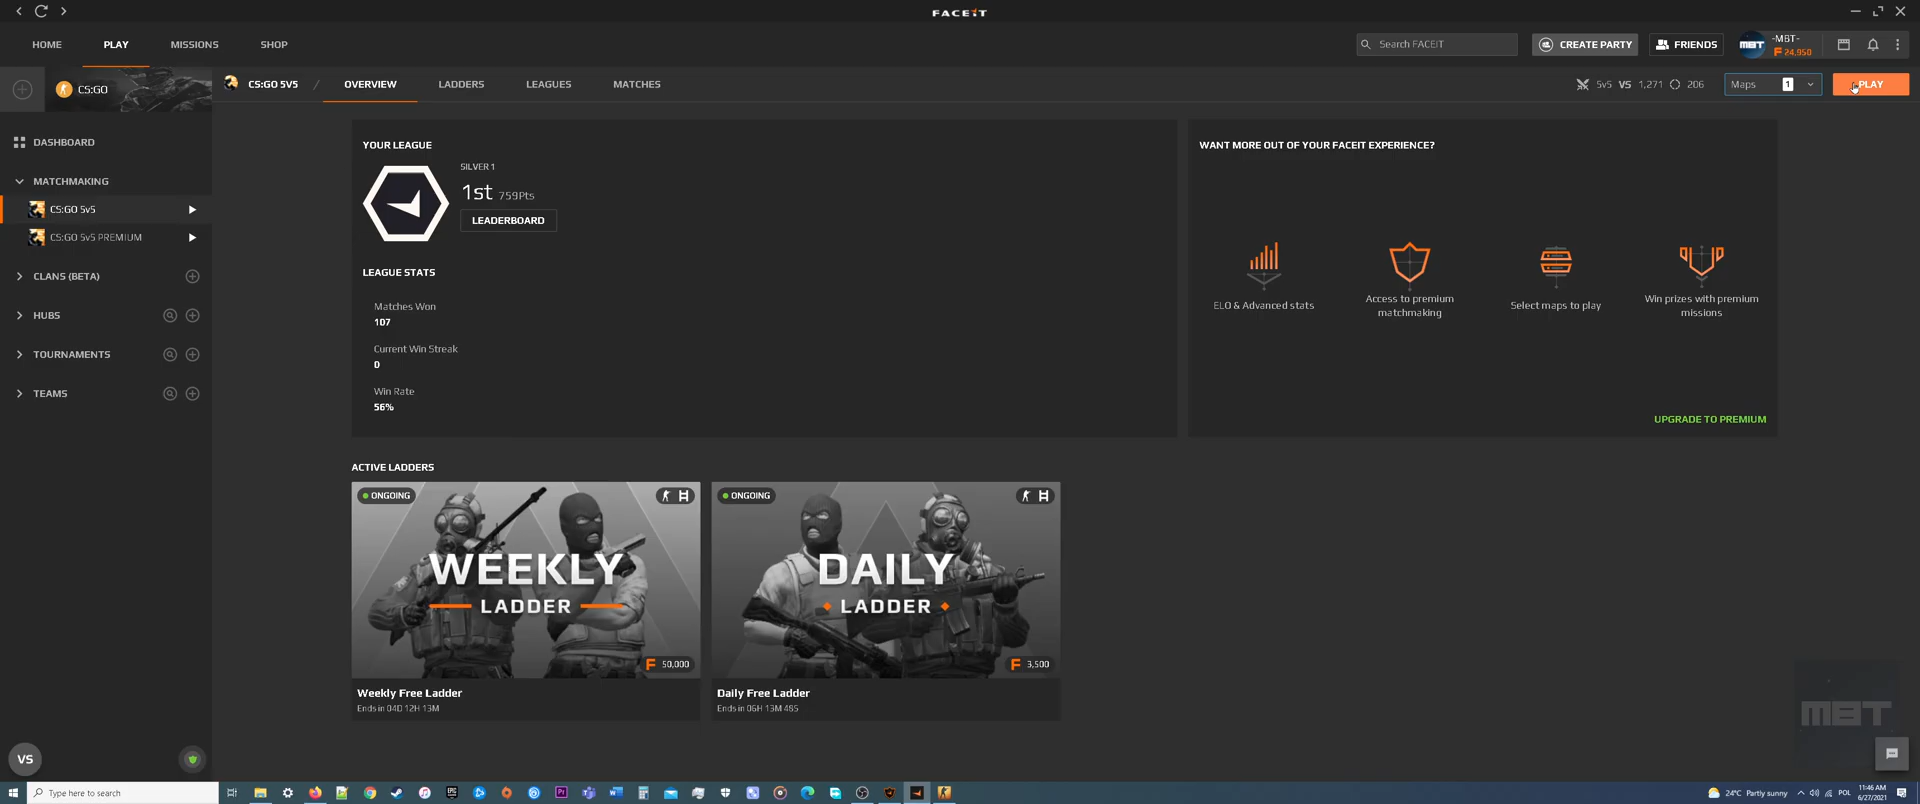 FACEIT
HOME
PLAY
MISSIONS
SHOP
Search FACEIT
CREATE PARTY
FRIENDS
MBT
-MBT-
24,950
CS:GO
CS:GO 5V5
/
OVERVIEW
LADDERS
LEAGUES
MATCHES
5v5 VS 1,271 206
Maps 1
PLAY
DASHBOARD
MATCHMAKING
CS:GO 5v5
CS:GO 5v5 PREMIUM
CLANS (BETA)
HUBS
TOURNAMENTS
TEAMS
YOUR LEAGUE
SILVER 1
1st 759Pts
LEADERBOARD
LEAGUE STATS
Matches Won
107
Current Win Streak
0
Win Rate
56%
WANT MORE OUT OF YOUR FACEIT EXPERIENCE?
ELO & Advanced stats
Access to premium
matchmaking
Select maps to play
Win prizes with premium
missions
UPGRADE TO PREMIUM
ACTIVE LADDERS
ONGOING
WEEKLY
LADDER
50,000
Weekly Free Ladder
Ends in 04D 12H 13M
ONGOING
DAILY
LADDER
3,500
Daily Free Ladder
Ends in 06H 13M 48S
MBT
VS
Type here to search
24°C Partly sunny
POL
11:46 AM
6/27/2021